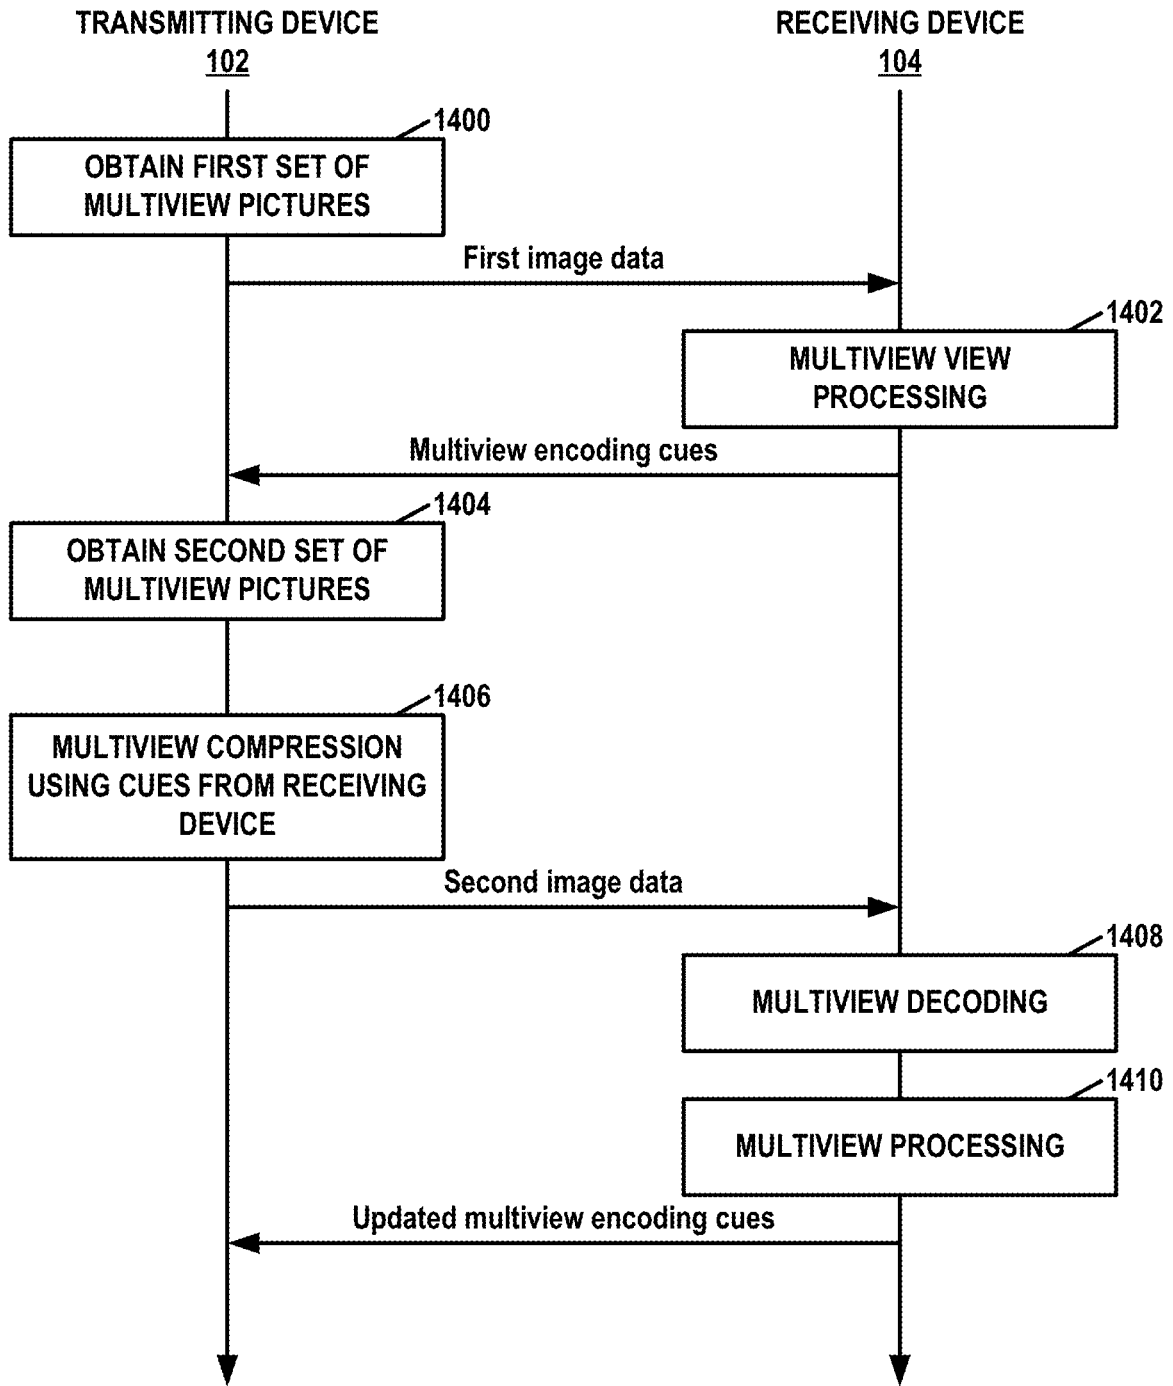 TRANSMITTING DEVICE
102
RECEIVING DEVICE
104
1400
OBTAIN FIRST SET OF
MULTIVIEW PICTURES
First image data
1402
MULTIVIEW VIEW
PROCESSING
Multiview encoding cues
1404
OBTAIN SECOND SET OF
MULTIVIEW PICTURES
1406
MULTIVIEW COMPRESSION
USING CUES FROM RECEIVING
DEVICE
Second image data
1408
MULTIVIEW DECODING
1410
MULTIVIEW PROCESSING
Updated multiview encoding cues